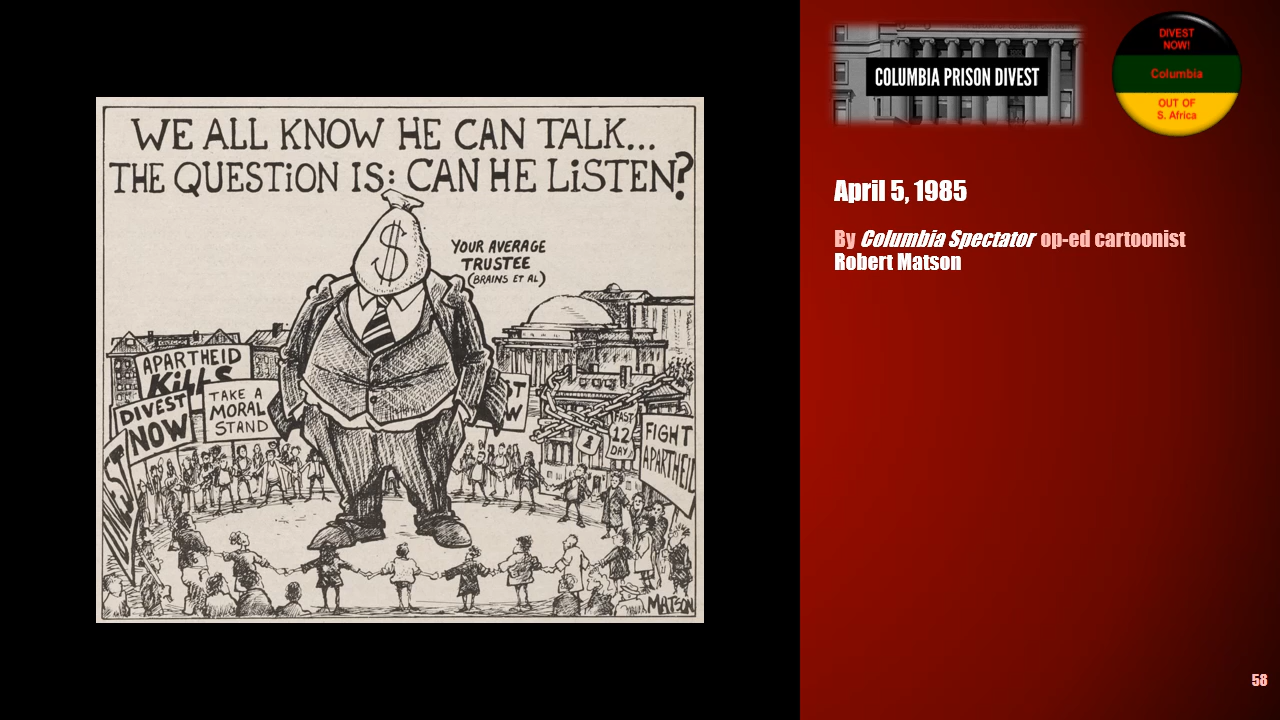 WE ALL KNOW HE CAN TALK...
THE QUESTiON IS: CAN HE LiSTEN?
$
YOUR AVERAGE
TRUSTEE
(BRAINS ET AL)
APARTHEID
KiLLS
DIVEST
NOW
TAKE A
MORAL
STAND
FAST
12
DAY
FIGHT
APARTHEID
MATSON
COLUMBIA PRISON DIVEST
DIVEST
NOW!
Columbia
OUT OF
S. Africa
April 5, 1985
By Columbia Spectator op-ed cartoonist
Robert Matson
58